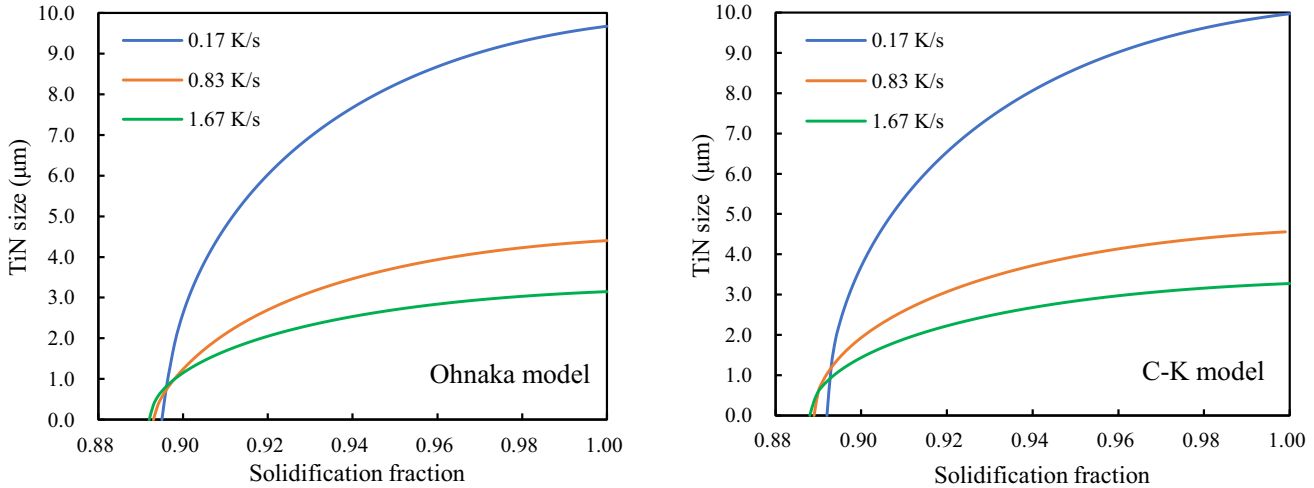 10.0
9.0
8.0
7.0
6.0
5.0
4.0
3.0
2.0
1.0
0.0
TiN size (μm)
0.17 K/s
0.83 K/s
1.67 K/s
Ohnaka model
0.88 0.90 0.92 0.94 0.96 0.98 1.00
Solidification fraction
10.0
9.0
8.0
7.0
6.0
5.0
4.0
3.0
2.0
1.0
0.0
TiN size (μm)
0.17 K/s
0.83 K/s
1.67 K/s
C-K model
0.88 0.90 0.92 0.94 0.96 0.98 1.00
Solidification fraction